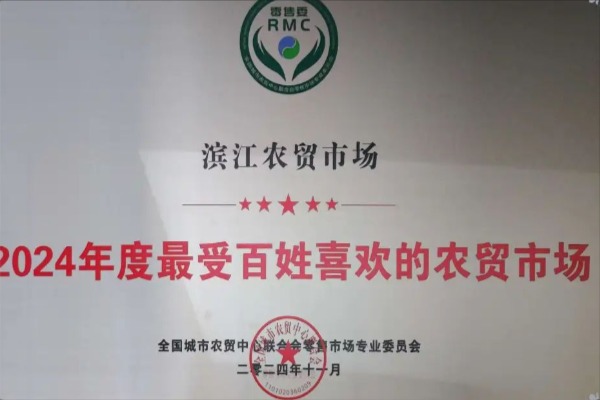 零售委
RMC
滨江农贸市场
2024年度最受百姓喜欢的农贸市场
全国城市农贸中心联合会零售市场专业委员会
二零二四年十一月